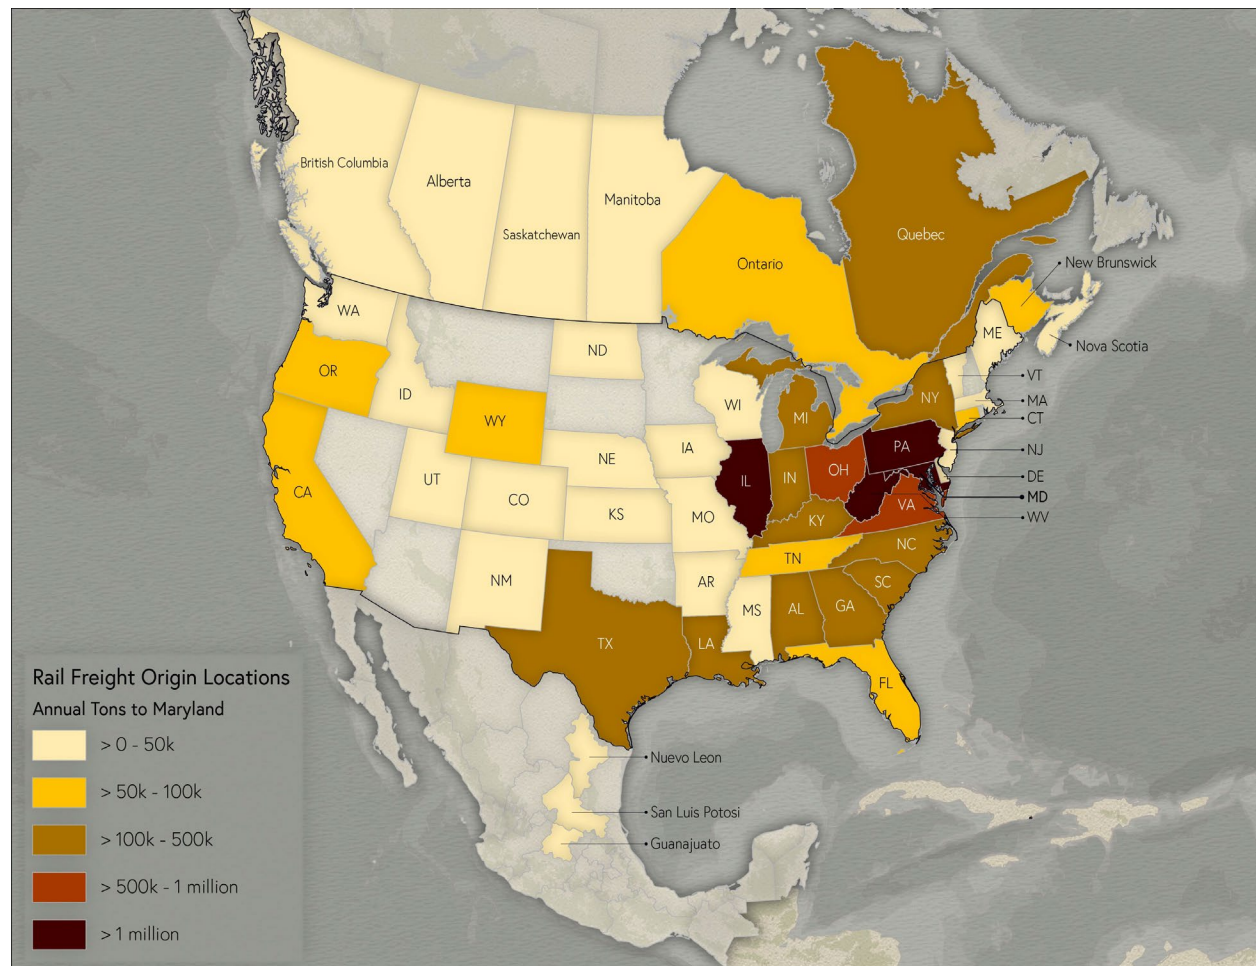 British Columbia
Alberta
Saskatchewan
Manitoba
Ontario
Quebec
New Brunswick
Nova Scotia
WA
ND
ME
OR
ID
WY
WI
MI
NY
VT
MA
CT
NJ
DE
MD
WV
UT
CO
NE
IA
IL
IN
OH
PA
CA
KS
MO
KY
VA
NC
TN
NM
AR
SC
TX
LA
MS
AL
GA
FL
Nuevo Leon
San Luis Potosi
Guanajuato
Rail Freight Origin Locations
Annual Tons to Maryland
> 0 - 50k
> 50k - 100k
> 100k - 500k
> 500k - 1 million
> 1 million